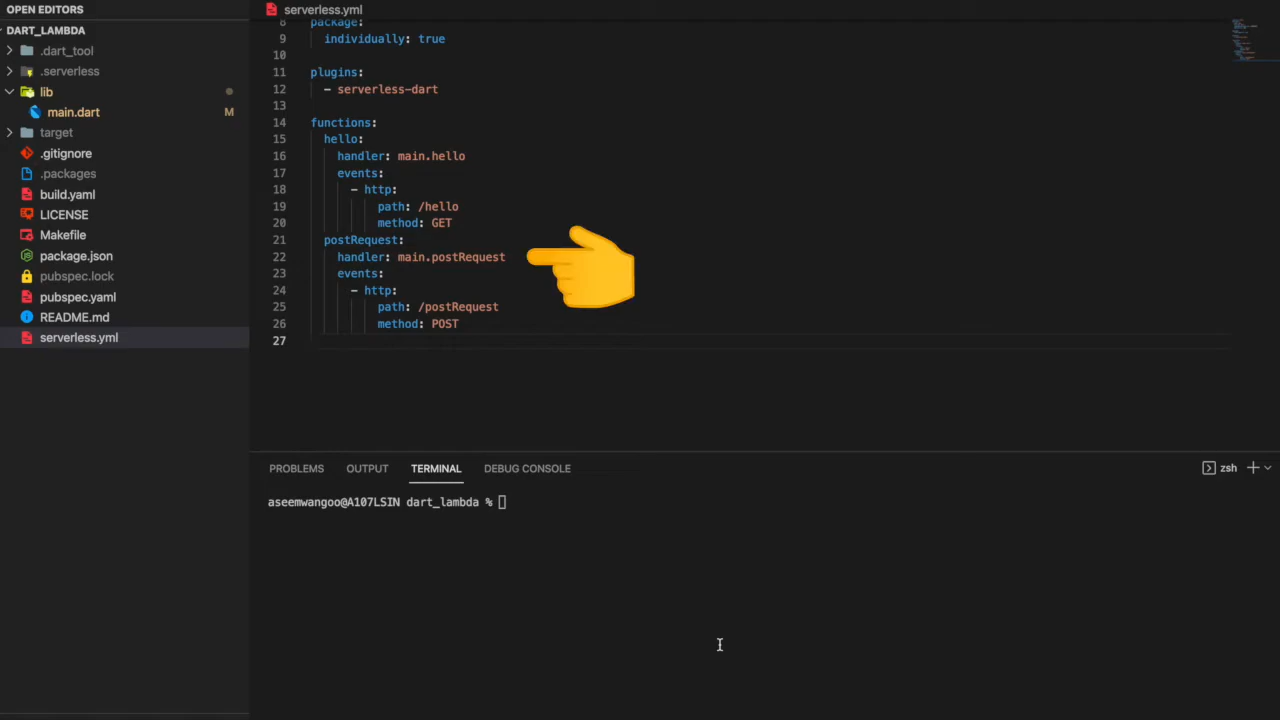 OPEN EDITORS
DART_LAMBDA
.dart_tool
.serverless
lib
main.dart M
target
.gitignore
.packages
build.yaml
LICENSE
Makefile
package.json
pubspec.lock
pubspec.yaml
README.md
serverless.yml
serverless.yml
8 package:
9 individually: true
10
11 plugins:
12 - serverless-dart
13
14 functions:
15 hello:
16 handler: main.hello
17 events:
18 - http:
19 path: /hello
20 method: GET
21 postRequest:
22 handler: main.postRequest
23 events:
24 - http:
25 path: /postRequest
26 method: POST
27
PROBLEMS OUTPUT TERMINAL DEBUG CONSOLE zsh
aseemwangoo@A107LSIN dart_lambda %